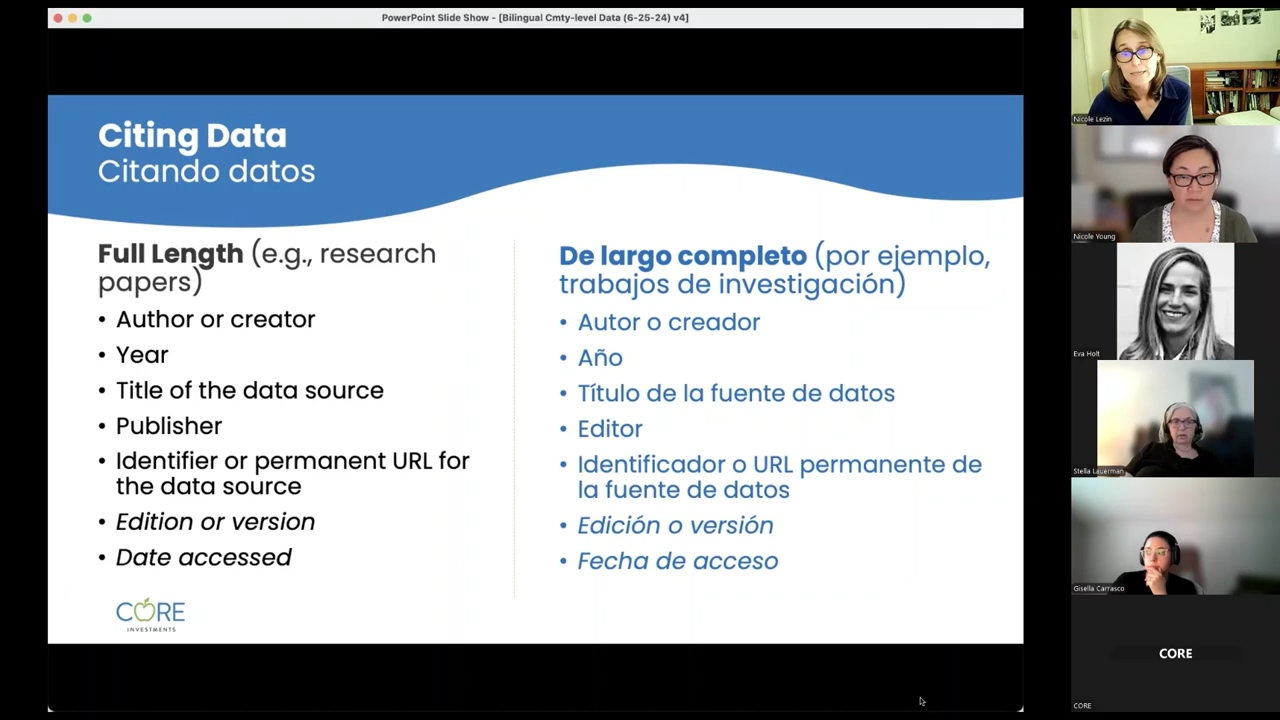 PowerPoint Slide Show - [Bilingual Cmty-level Data (6-25-24) v4]
Citing Data
Citando datos
Full Length (e.g., research
papers)
• Author or creator
• Year
• Title of the data source
• Publisher
• Identifier or permanent URL for
the data source
• Edition or version
• Date accessed
De largo completo (por ejemplo,
trabajos de investigación)
• Autor o creador
• Año
• Título de la fuente de datos
• Editor
• Identificador o URL permanente de
la fuente de datos
• Edición o versión
• Fecha de acceso
CORE
INVESTMENTS
Nicole Lezin
Nicole Young
Eva Holt
Stella Lauerman
Gisella Carrasco
CORE
CORE